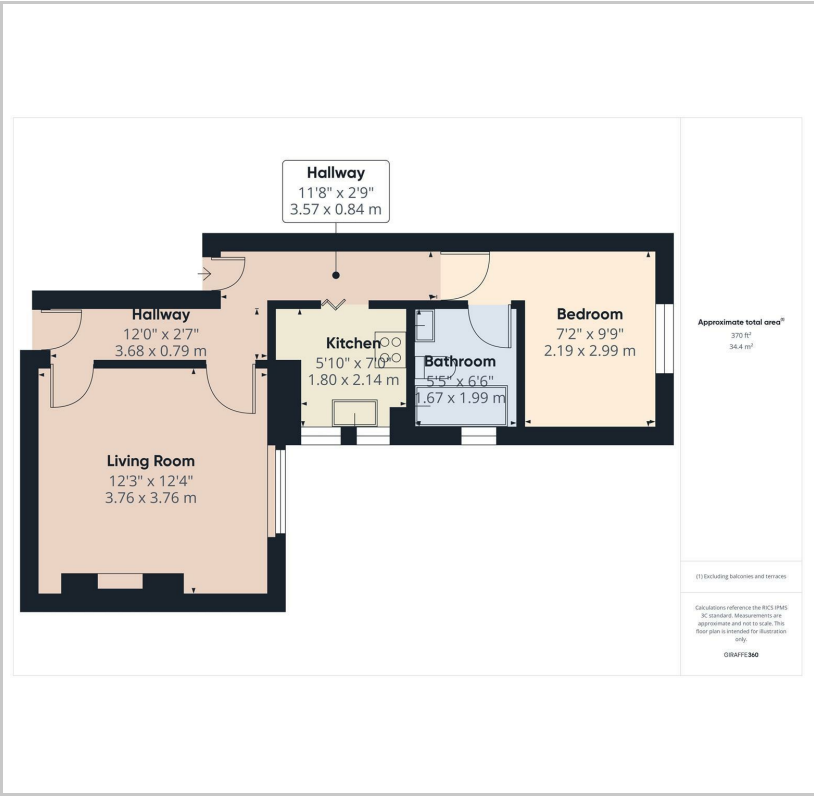 Hallway
11'8" x 2'9"
3.57 x 0.84 m
Hallway
12'0" x 2'7"
3.68 x 0.79 m
Kitchen
5'10" x 7'0"
1.80 x 2.14 m
Bathroom
5'5" x 6'6"
1.67 x 1.99 m
Bedroom
7'2" x 9'9"
2.19 x 2.99 m
Living Room
12'3" x 12'4"
3.76 x 3.76 m
Approximate total area⁽¹⁾
370 ft²
34.4 m²
(1) Excluding balconies and terraces
Calculations reference the RICS IPMS
3C standard. Measurements are
approximate and not to scale. This
floor plan is intended for illustration
only.
GIRAFFE360